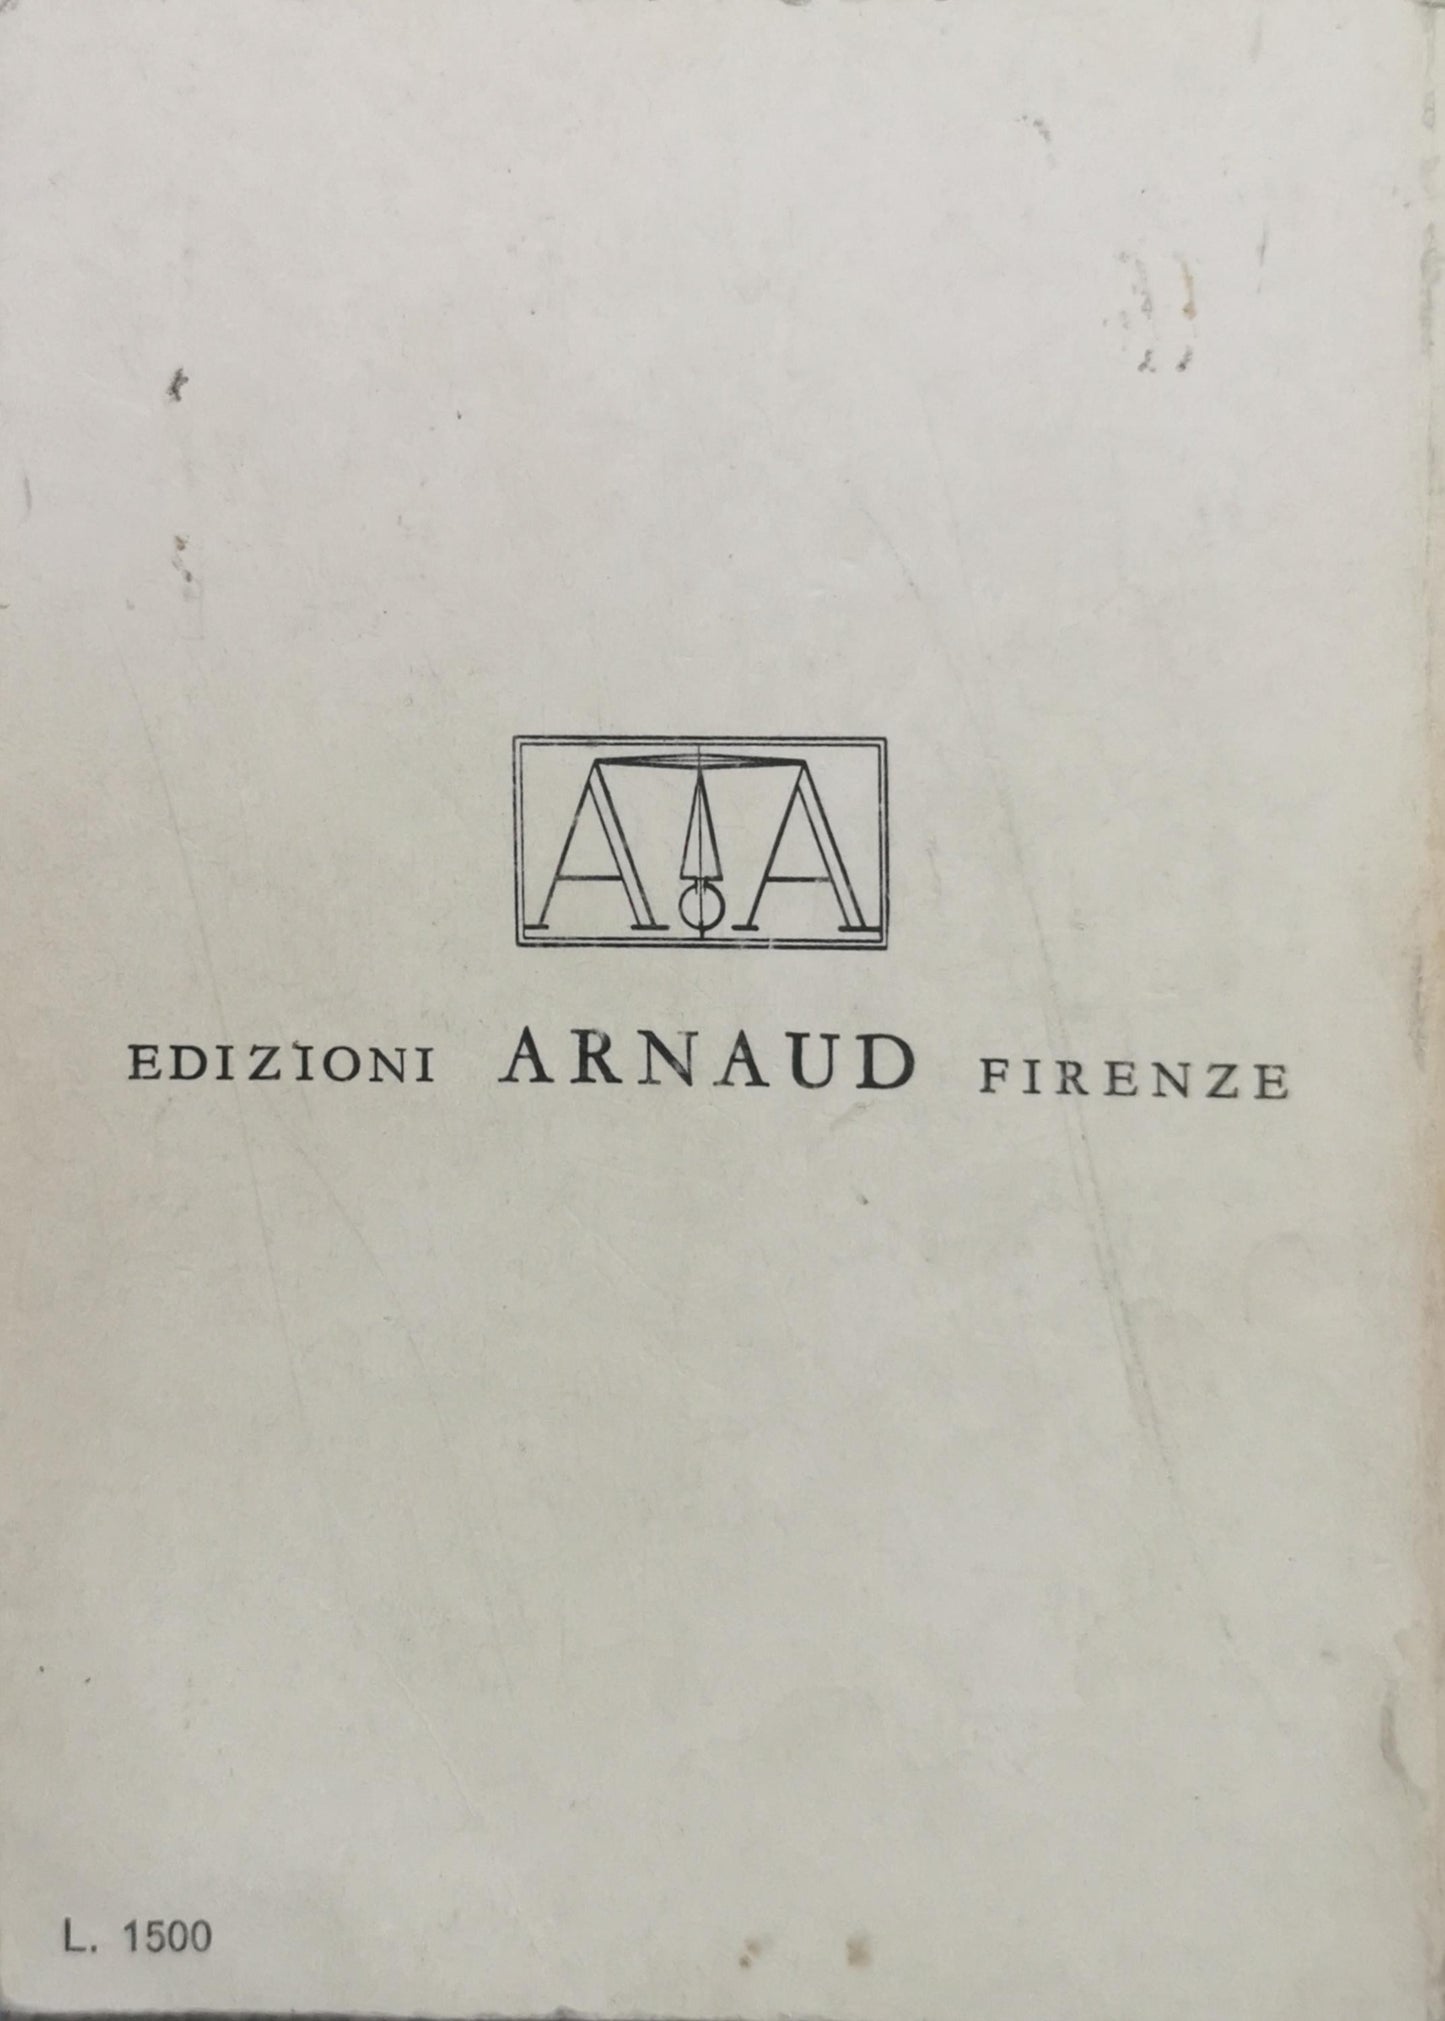 A A
EDIZIONI ARNAUD FIRENZE
L. 1500